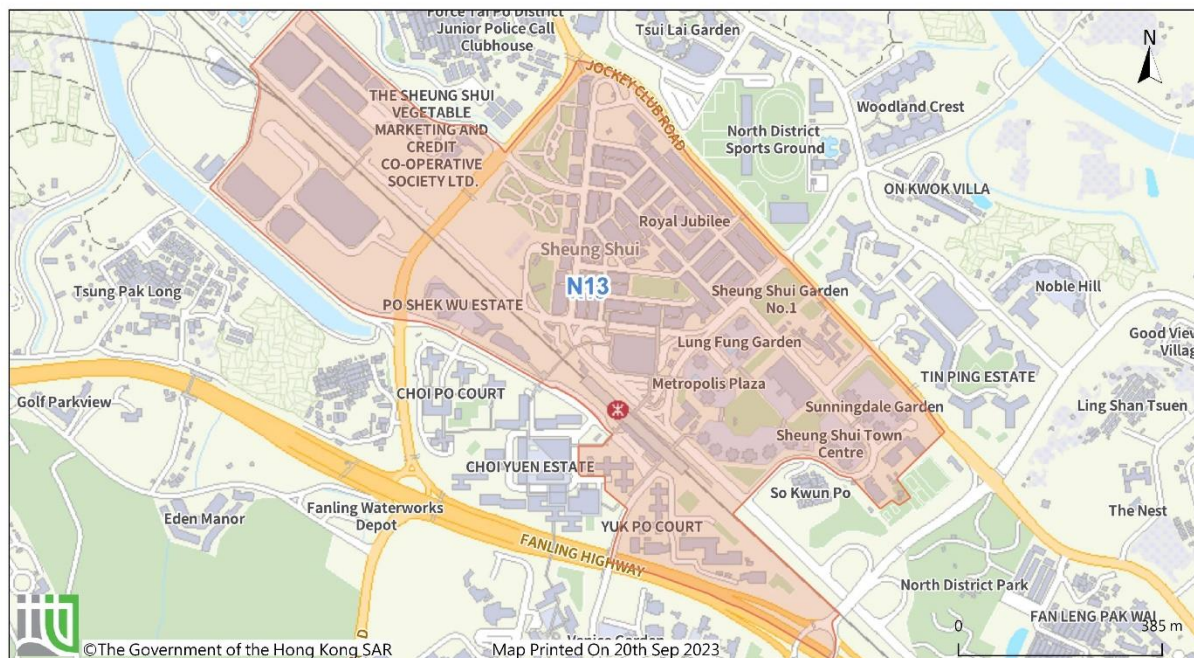 Force Tai Po District
Junior Police Call
Clubhouse
Tsui Lai Garden
N
JOCKEY CLUB ROAD
THE SHEUNG SHUI
VEGETABLE
MARKETING AND
CREDIT
CO-OPERATIVE
SOCIETY LTD.
North District
Sports Ground
Woodland Crest
ON KWOK VILLA
Royal Jubilee
Sheung Shui
N13
Tsung Pak Long
PO SHEK WU ESTATE
Sheung Shui Garden
No.1
Noble Hill
Good View
Village
Lung Fung Garden
Metropolis Plaza
TIN PING ESTATE
Golf Parkview
CHOI PO COURT
Sunningdale Garden
Ling Shan Tsuen
Sheung Shui Town
Centre
CHOI YUEN ESTATE
So Kwun Po
Eden Manor
Fanling Waterworks
Depot
YUK PO COURT
The Nest
FANLING HIGHWAY
North District Park
FAN LENG PAK WAI
0
385 m
D
Venice Garden
©The Government of the Hong Kong SAR
Map Printed On 20th Sep 2023